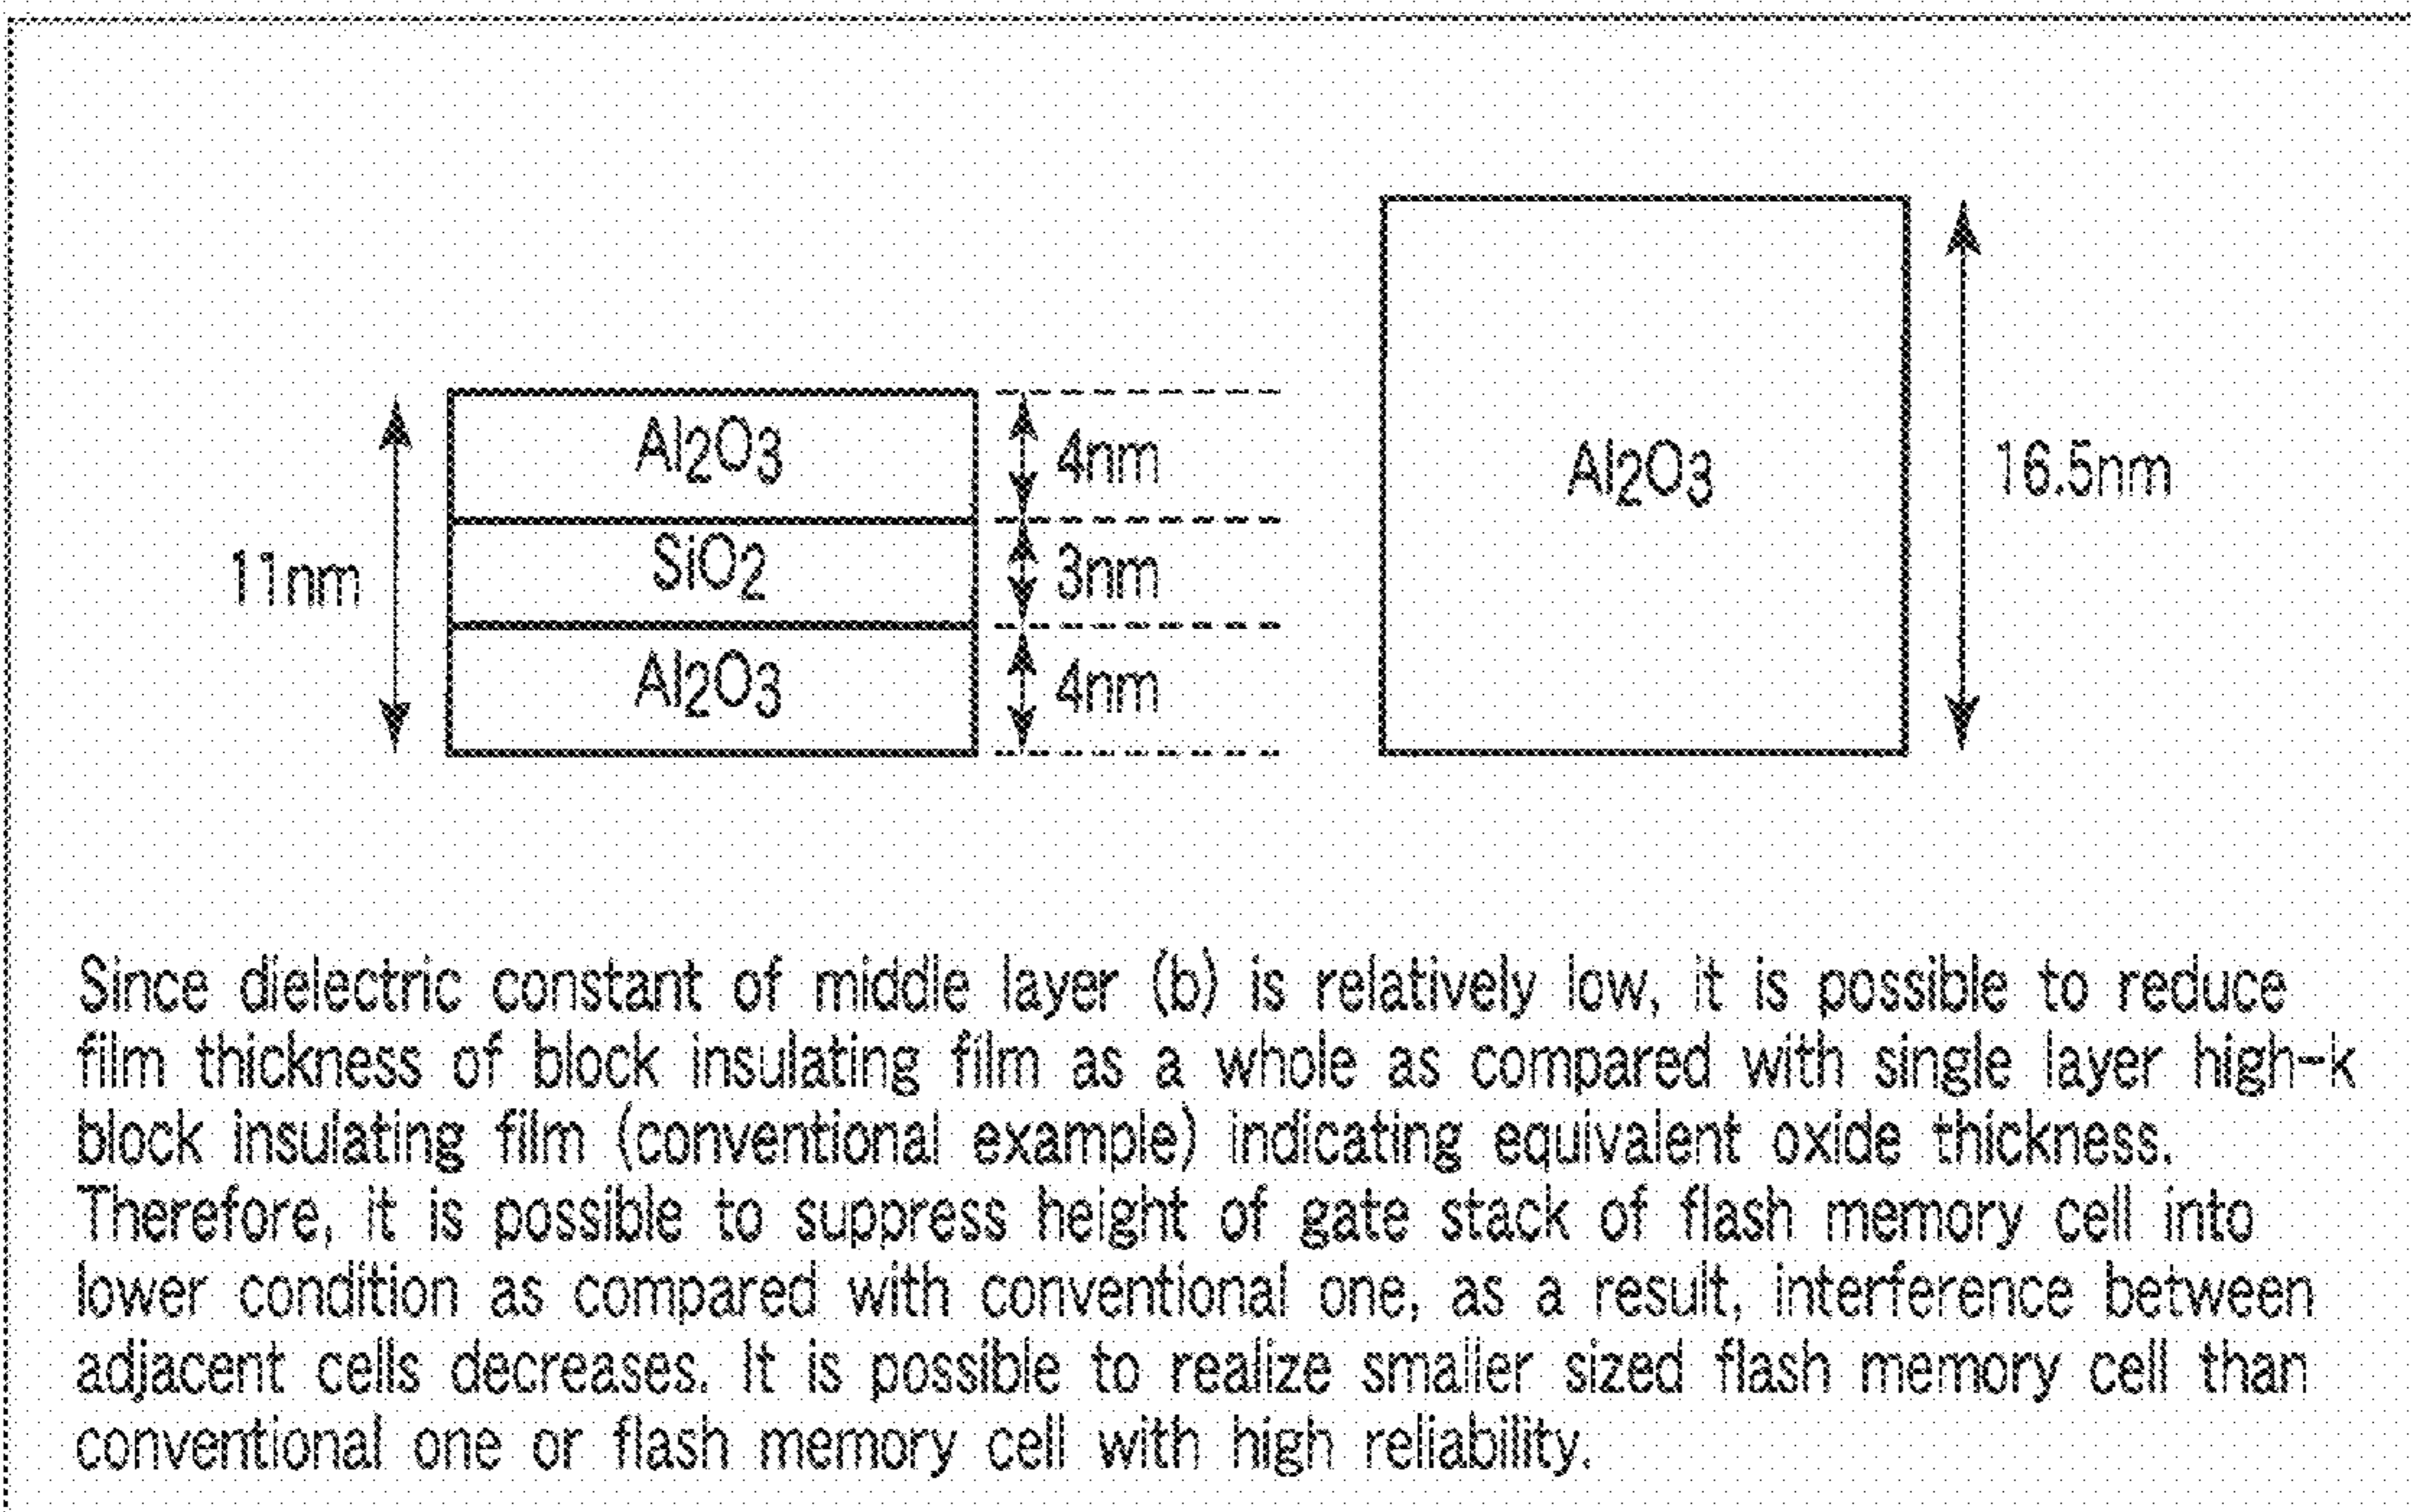 Al2O3
4nm
Al2O3
16.5nm
11nm
SiO2
3nm
Al2O3
4nm
Since dielectric constant of middle layer (b) is relatively low, it is possible to reduce
film thickness of block insulating film as a whole as compared with single layer high-k
block insulating film (conventional example) indicating equivalent oxide thickness.
Therefore, it is possible to suppress height of gate stack of flash memory cell into
lower condition as compared with conventional one, as a result, interference between
adjacent cells decreases. It is possible to realize smaller sized flash memory cell than
conventional one or flash memory cell with high reliability.